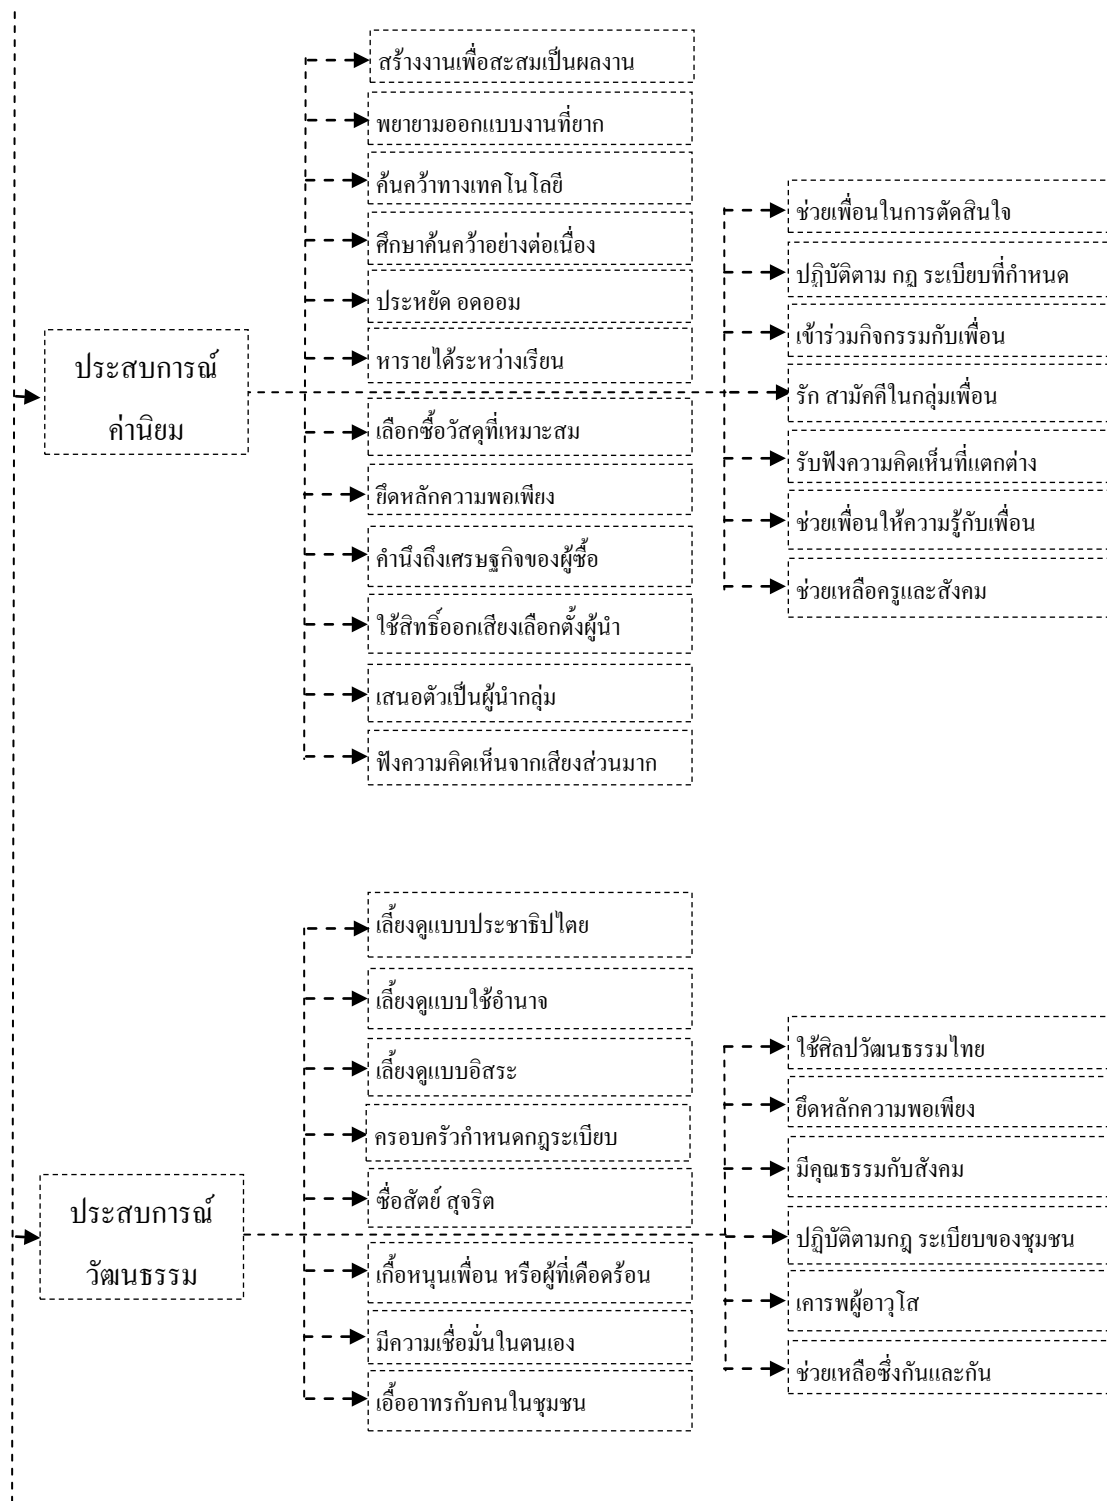 ประสบการณ์
ค่านิยม
สร้างงานเพื่อสะสมเป็นผลงาน
พยายามออกแบบงานที่ยาก
ค้นคว้าทางเทคโนโลยี
ศึกษาค้นคว้าอย่างต่อเนื่อง
ประหยัด อดออม
หารายได้ระหว่างเรียน
เลือกซื้อวัสดุที่เหมาะสม
ยึดหลักความพอเพียง
คำนึงถึงเศรษฐกิจของผู้ซื้อ
ใช้สิทธิ์ออกเสียงเลือกตั้งผู้นำ
เสนอตัวเป็นผู้นำกลุ่ม
ฟังความคิดเห็นจากเสียงส่วนมาก
ช่วยเพื่อนในการตัดสินใจ
ปฏิบัติตาม กฎ ระเบียบที่กำหนด
เข้าร่วมกิจกรรมกับเพื่อน
รัก สามัคคีในกลุ่มเพื่อน
รับฟังความคิดเห็นที่แตกต่าง
ช่วยเพื่อนให้ความรู้กับเพื่อน
ช่วยเหลือครูและสังคม
ประสบการณ์
วัฒนธรรม
เลี้ยงดูแบบประชาธิปไตย
เลี้ยงดูแบบใช้อำนาจ
เลี้ยงดูแบบอิสระ
ครอบครัวกำหนดกฎระเบียบ
ซื่อสัตย์ สุจริต
เกื้อหนุนเพื่อน หรือผู้ที่เดือดร้อน
มีความเชื่อมั่นในตนเอง
เอื้ออาทรกับคนในชุมชน
ใช้ศิลปวัฒนธรรมไทย
ยึดหลักความพอเพียง
มีคุณธรรมกับสังคม
ปฏิบัติตามกฎ ระเบียบของชุมชน
เคารพผู้อาวุโส
ช่วยเหลือซึ่งกันและกัน